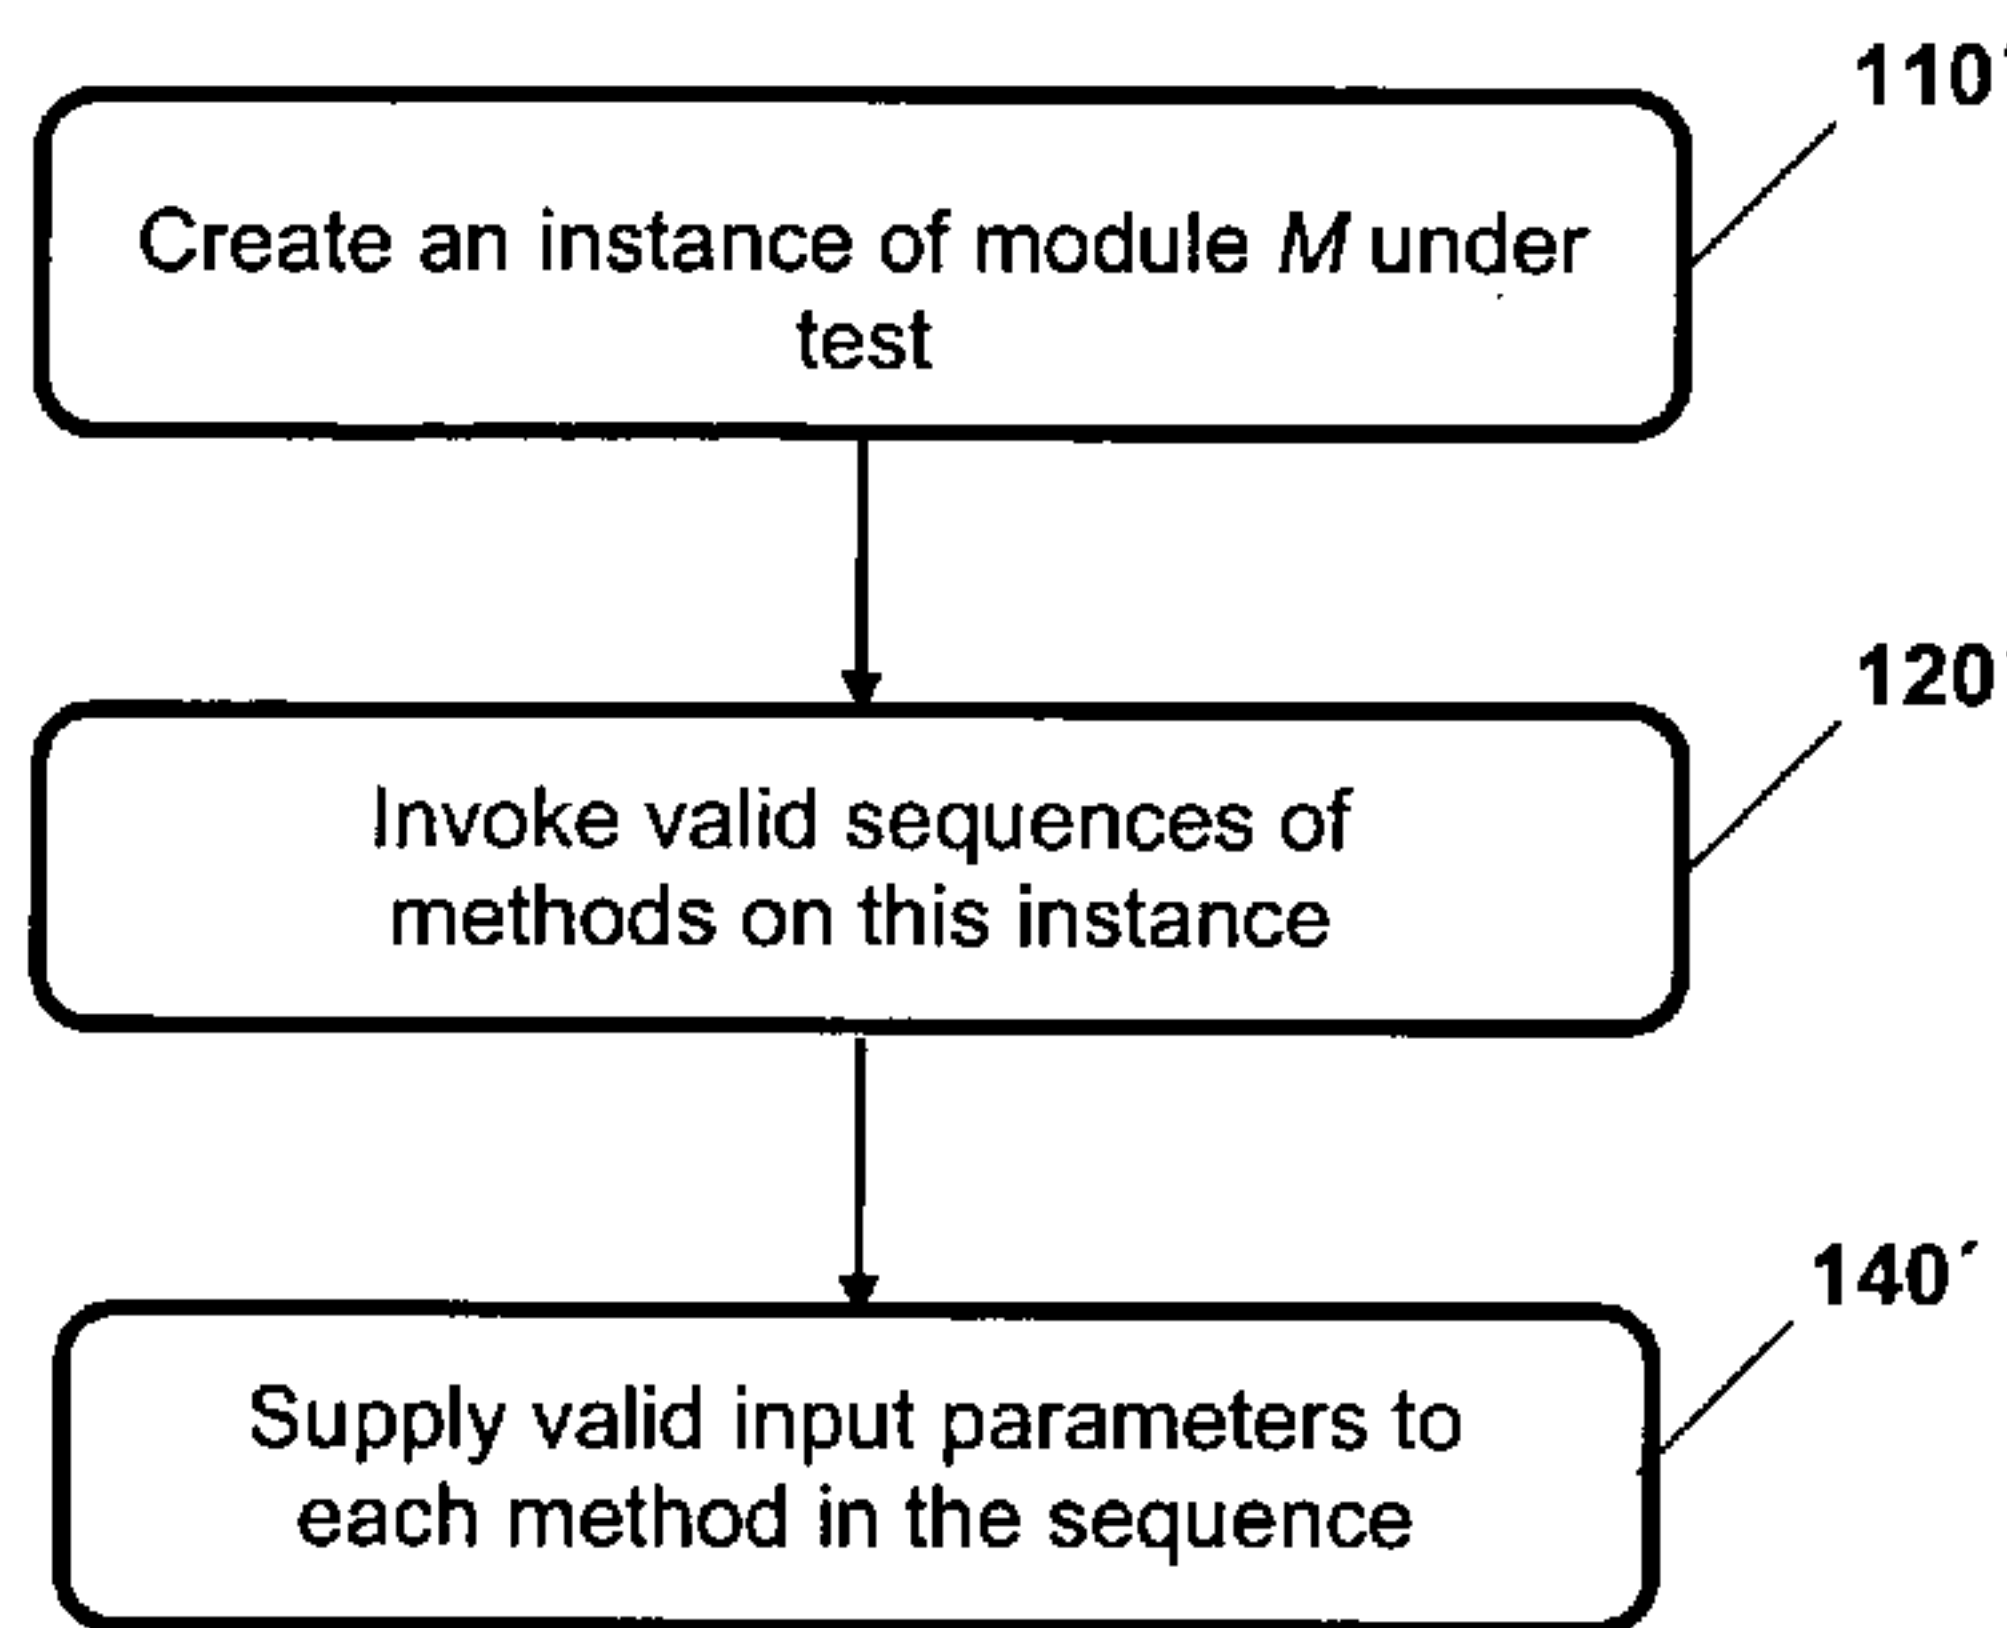 110´
Create an instance of module M under
test
120´
Invoke valid sequences of
methods on this instance
140´
Supply valid input parameters to
each method in the sequence